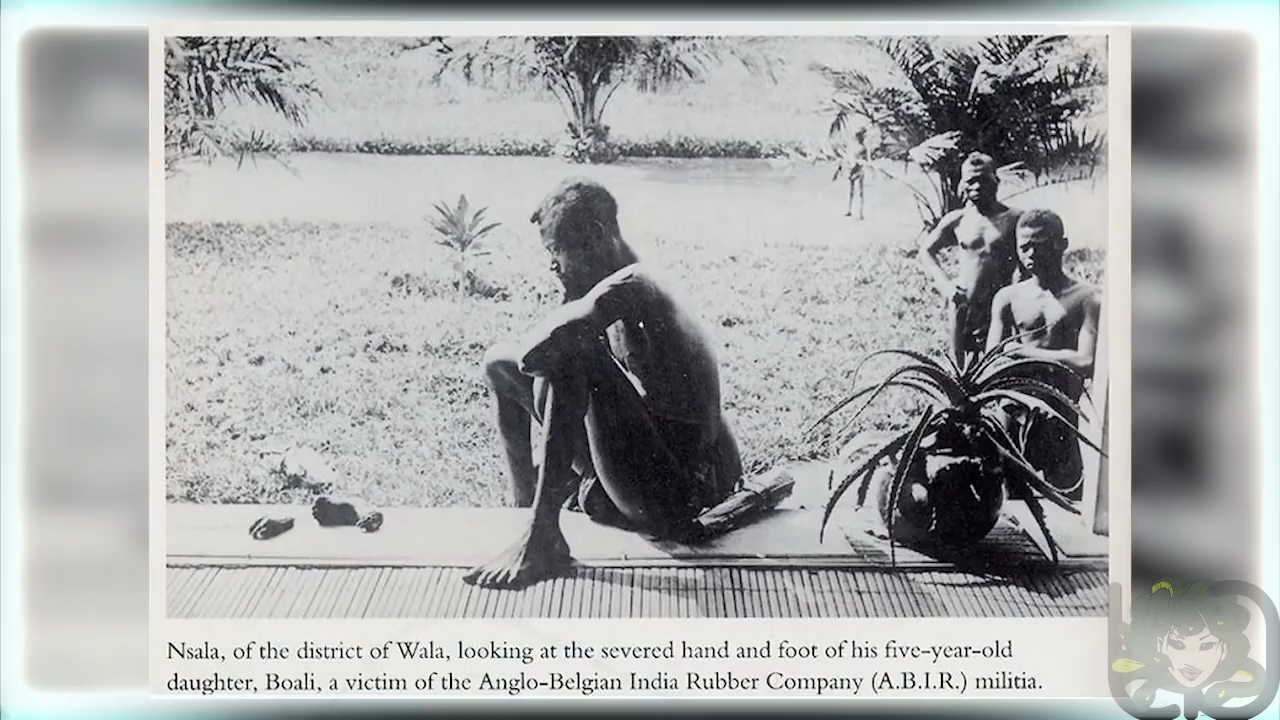 Nsala, of the district of Wala, looking at the severed hand and foot of his five-year-old
daughter, Boali, a victim of the Anglo-Belgian India Rubber Company (A.B.I.R.) militia.